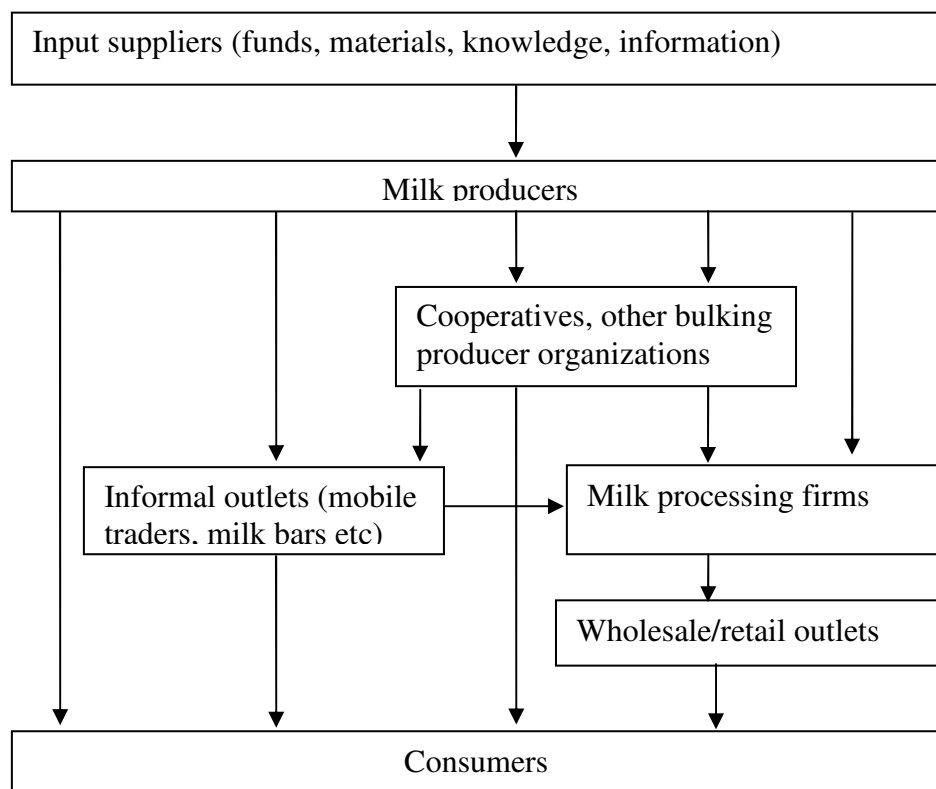 Input suppliers (funds, materials, knowledge, information)
Milk producers
Cooperatives, other bulking
producer organizations
Informal outlets (mobile
traders, milk bars etc)
Milk processing firms
Wholesale/retail outlets
Consumers